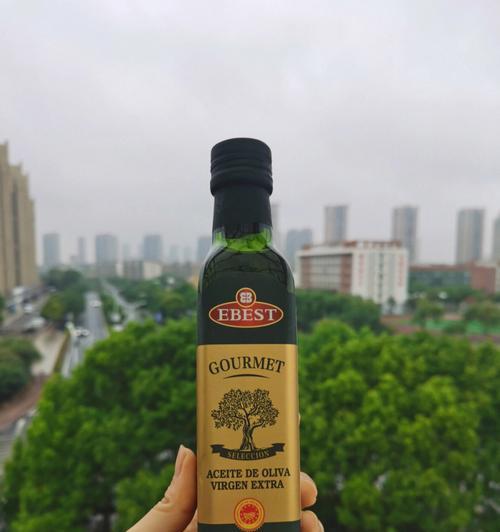 EBEST
GOURMET
SELECCION
ACEITE DE OLIVA
VIRGEN EXTRA